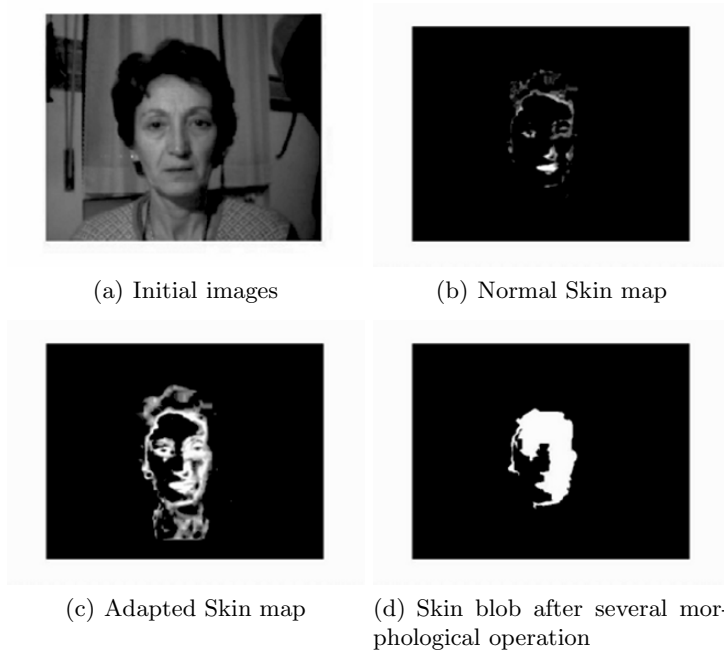 (a) Initial images
(b) Normal Skin map
(c) Adapted Skin map
(d) Skin blob after several mor-
phological operation